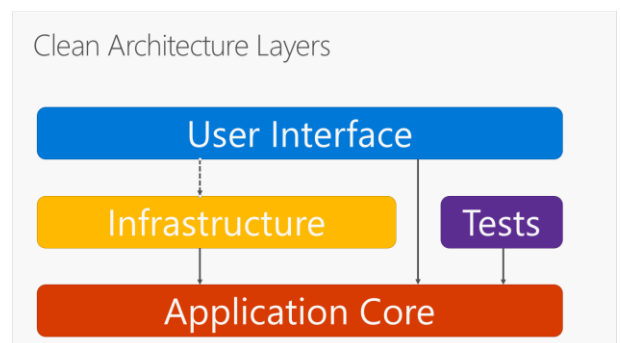 Clean Architecture Layers
User Interface
Infrastructure
Tests
Application Core